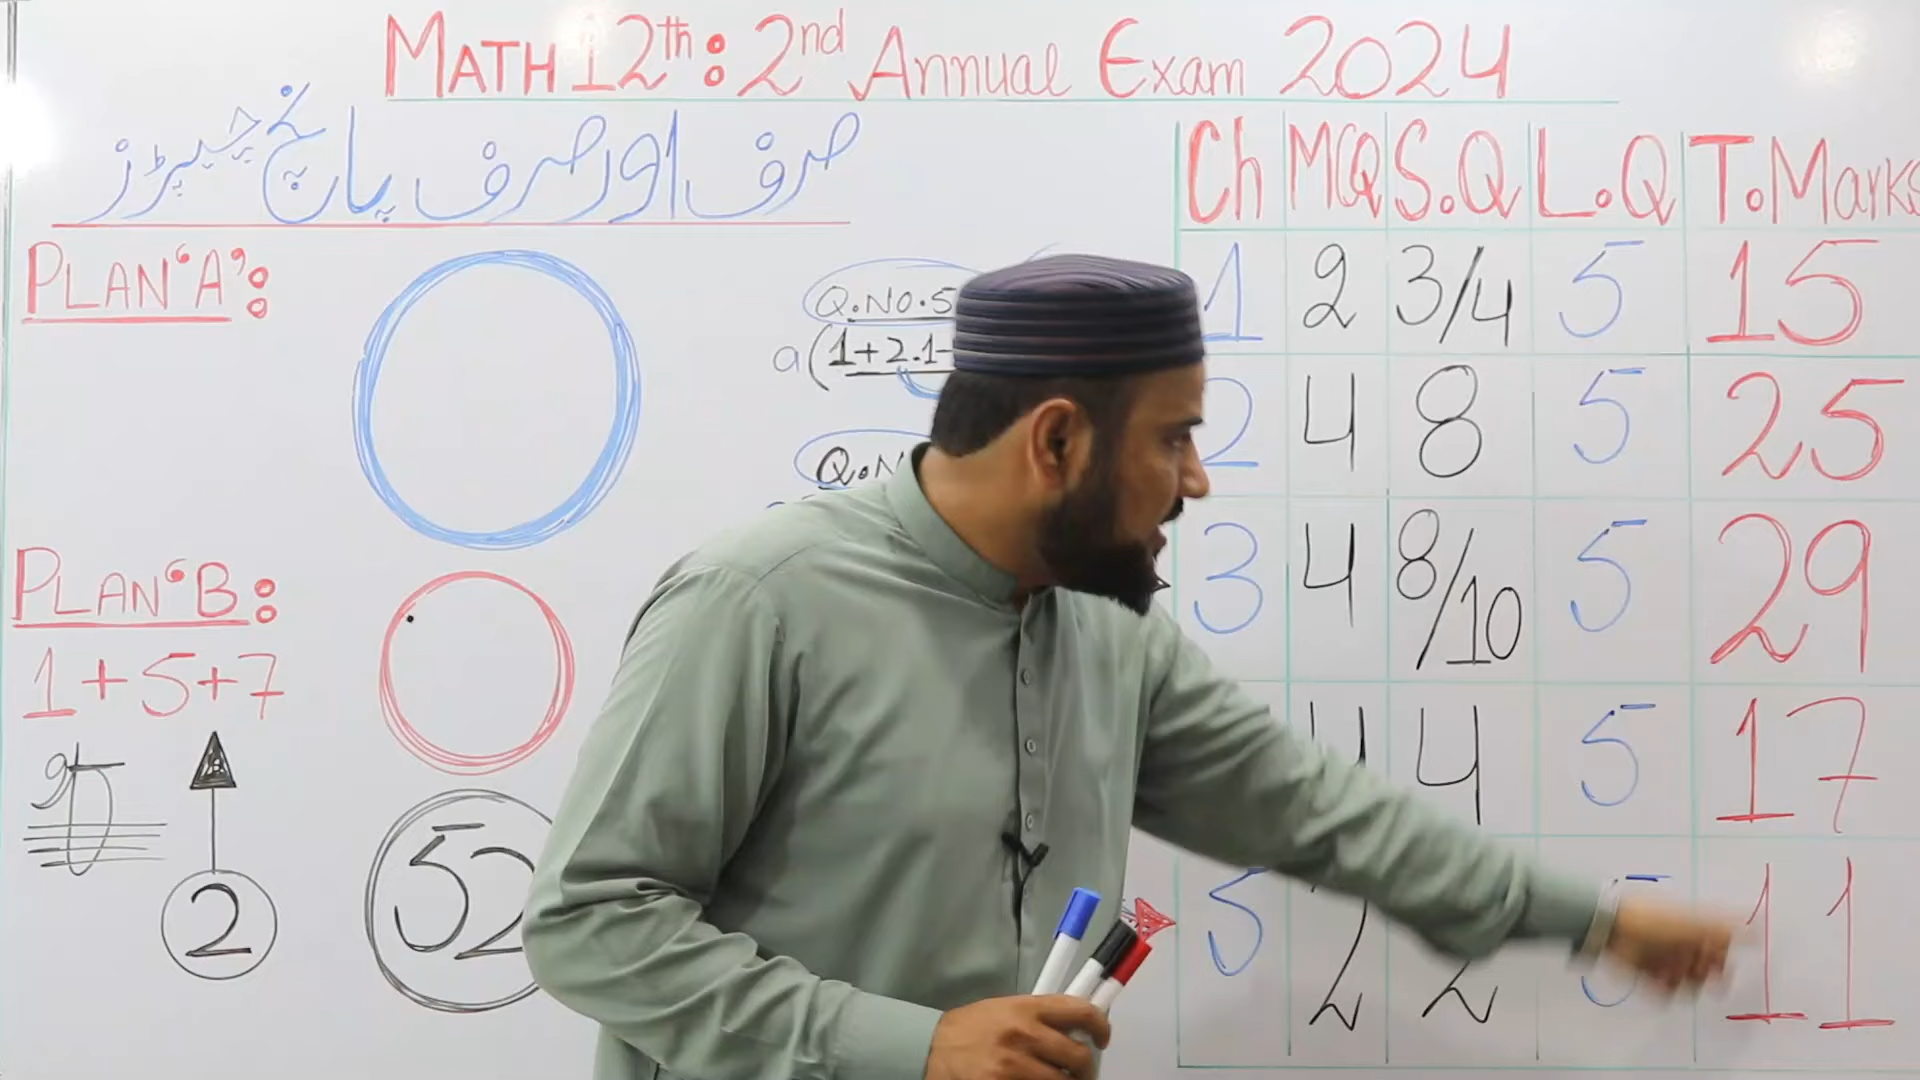 MATH 12th: 2nd Annual Exam 2024
صرف اور صرف پانچ چیپٹرز
PLAN 'A':
Q.NO.5
a(1+2.1-
Q.N
PLAN 'B:
1+5+7
2
52
Ch MCQ S.Q L.Q T.Marks
1 2 3/4 5 15
2 4 8 5 25
3 4 8/10 5 29
4 4 5 17
5 2 2 5 11